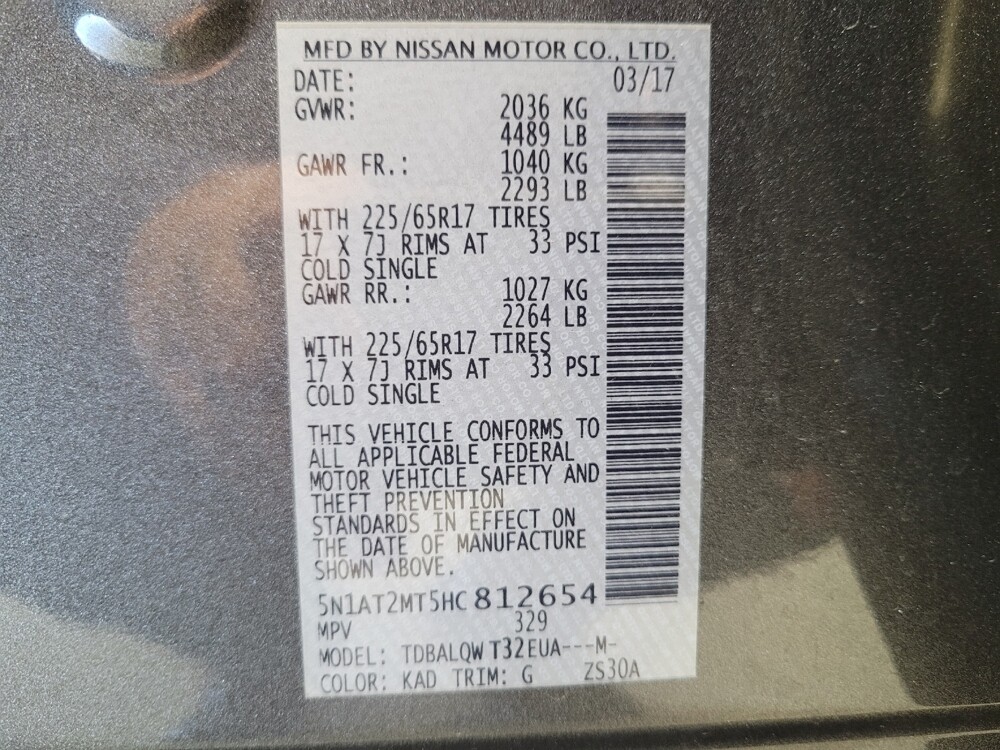 MFD BY NISSAN MOTOR CO., LTD.
DATE: 03/17
GVWR: 2036 KG
4489 LB
GAWR FR.: 1040 KG
2293 LB
WITH 225/65R17 TIRES
17 X 7J RIMS AT 33 PSI
COLD SINGLE
GAWR RR.: 1027 KG
2264 LB
WITH 225/65R17 TIRES
17 X 7J RIMS AT 33 PSI
COLD SINGLE
THIS VEHICLE CONFORMS TO
ALL APPLICABLE FEDERAL
MOTOR VEHICLE SAFETY AND
THEFT PREVENTION
STANDARDS IN EFFECT ON
THE DATE OF MANUFACTURE
SHOWN ABOVE.
5N1AT2MT5HC812654
MPV 329
MODEL: TDBALQW T32EUA---M-
COLOR: KAD TRIM: G ZS30A